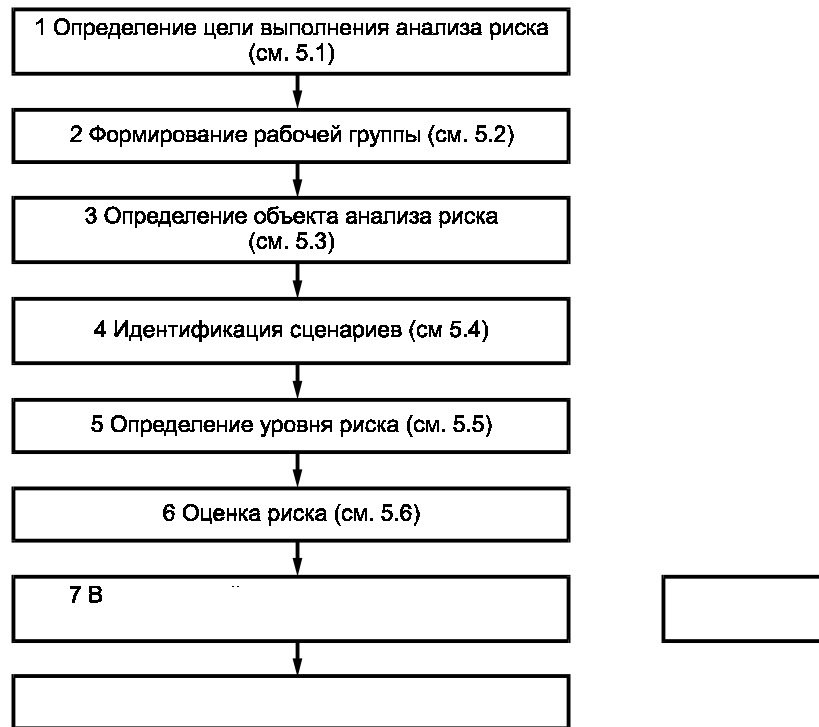 1 Определение цели выполнения анализа риска
(см. 5.1)
2 Формирование рабочей группы (см. 5.2)
3 Определение объекта анализа риска
(см. 5.3)
4 Идентификация сценариев (см 5.4)
5 Определение уровня риска (см. 5.5)
6 Оценка риска (см. 5.6)
7 В